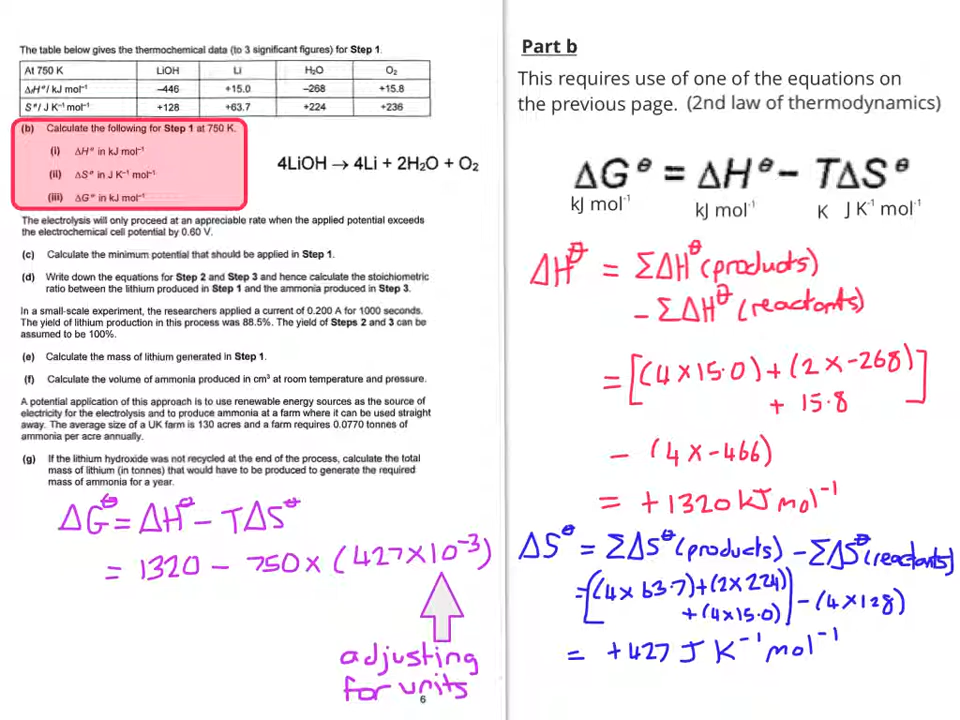 The table below gives the thermochemical data (to 3 significant figures) for Step 1.
At 750 K LiOH Li H₂O O₂
ΔfH°/ kJ mol⁻¹ –446 +15.0 –268 +15.8
S°/ J K⁻¹ mol⁻¹ +128 +63.7 +224 +236
(b) Calculate the following for Step 1 at 750 K.
(i) ΔH° in kJ mol⁻¹
(ii) ΔS° in J K⁻¹ mol⁻¹
(iii) ΔG° in kJ mol⁻¹
4LiOH → 4Li + 2H₂O + O₂
The electrolysis will only proceed at an appreciable rate when the applied potential exceeds
the electrochemical cell potential by 0.60 V.
(c) Calculate the minimum potential that should be applied in Step 1.
(d) Write down the equations for Step 2 and Step 3 and hence calculate the stoichiometric
ratio between the lithium produced in Step 1 and the ammonia produced in Step 3.
In a small-scale experiment, the researchers applied a current of 0.200 A for 1000 seconds.
The yield of lithium production in this process was 88.5%. The yield of Steps 2 and 3 can be
assumed to be 100%.
(e) Calculate the mass of lithium generated in Step 1.
(f) Calculate the volume of ammonia produced in cm³ at room temperature and pressure.
A potential application of this approach is to use renewable energy sources as the source of
electricity for the electrolysis and to produce ammonia at a farm where it can be used straight
away. The average size of a UK farm is 130 acres and a farm requires 0.0770 tonnes of
ammonia per acre annually.
(g) If the lithium hydroxide was not recycled at the end of the process, calculate the total
mass of lithium (in tonnes) that would have to be produced to generate the required
mass of ammonia for a year.
ΔG⁰ = ΔH⁰ – TΔS⁰
= 1320 – 750 × (427×10⁻³)
adjusting
for units
6
Part b
This requires use of one of the equations on
the previous page. (2nd law of thermodynamics)
ΔG⁰ = ΔH⁰ – TΔS⁰
kJ mol⁻¹ kJ mol⁻¹ K J K⁻¹ mol⁻¹
ΔH⁰ = ΣΔH⁰ (products)
– ΣΔH⁰ (reactants)
= [(4×15.0)+(2×-268)
+ 15.8]
– (4×-466)
= +1320 kJ mol⁻¹
ΔS⁰ = ΣΔS⁰ (products) – ΣΔS⁰ (reactants)
=[(4×63.7)+(2×224)
+(4×15.0)] –(4×128)
= +427 J K⁻¹ mol⁻¹